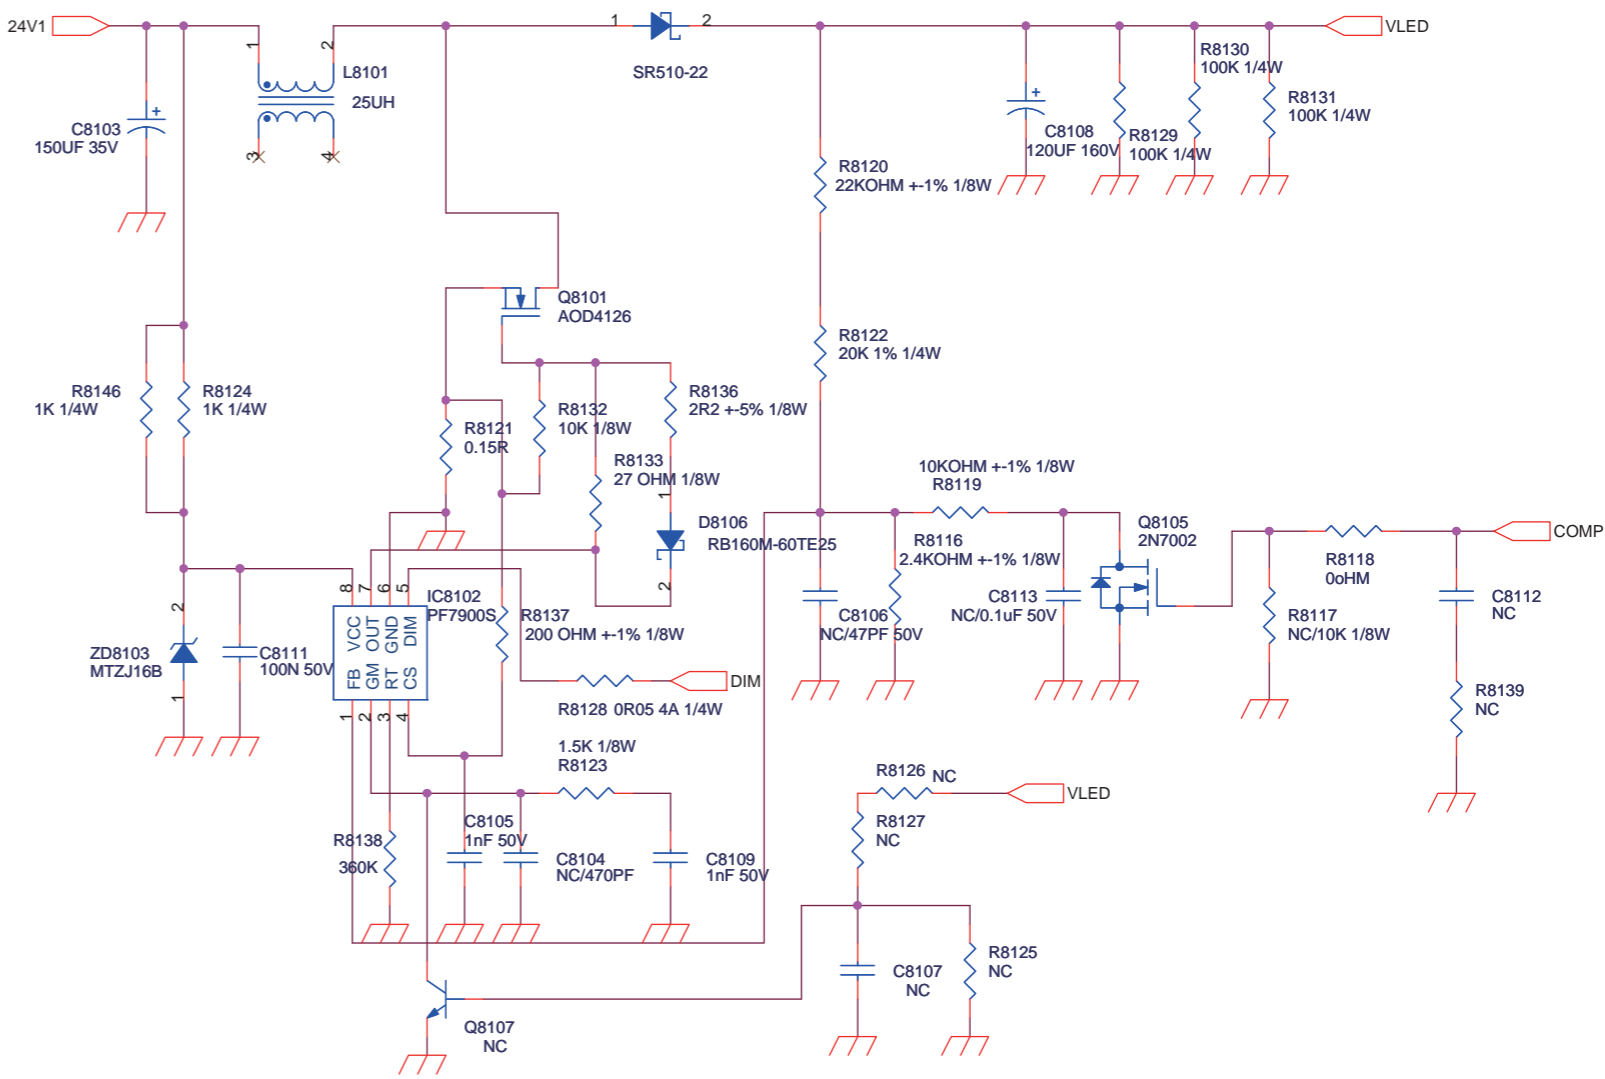 24V1
1
2
L8101
25UH
3
4
C8103
150UF 35V
+
1
2
SR510-22
VLED
R8130
100K 1/4W
R8131
100K 1/4W
+
C8108
120UF 160V
R8129
100K 1/4W
R8120
22KOHM +-1% 1/8W
Q8101
AOD4126
R8122
20K 1% 1/4W
R8146
1K 1/4W
R8124
1K 1/4W
R8121
0.15R
R8132
10K 1/8W
R8136
2R2 +-5% 1/8W
R8133
27 OHM 1/8W
1
D8106
RB160M-60TE25
2
10KOHM +-1% 1/8W
R8119
R8116
2.4KOHM +-1% 1/8W
Q8105
2N7002
R8118
0oHM
COMP
C8106
NC/47PF 50V
C8113
NC/0.1uF 50V
R8117
NC/10K 1/8W
C8112
NC
R8139
NC
2
ZD8103
MTZJ16B
1
C8111
100N 50V
8 7 6 5
IC8102
PF7900S
VCC OUT GND DIM
FB GM RT CS
1 2 3 4
R8137
200 OHM +-1% 1/8W
DIM
R8128 0R05 4A 1/4W
1.5K 1/8W
R8123
R8138
360K
C8105
1nF 50V
C8104
NC/470PF
C8109
1nF 50V
R8126 NC
VLED
R8127
NC
C8107
NC
R8125
NC
Q8107
NC